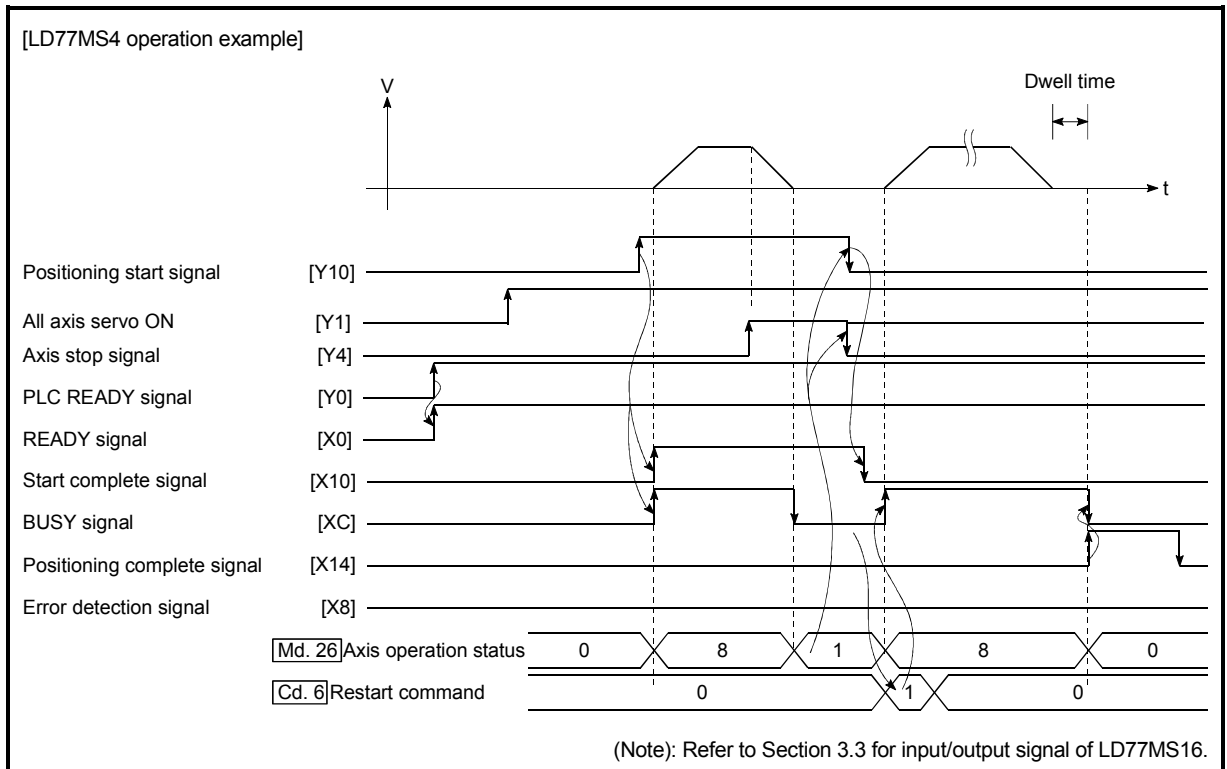 [LD77MS4 operation example]
V
Dwell time
t
Positioning start signal [Y10]
All axis servo ON [Y1]
Axis stop signal [Y4]
PLC READY signal [Y0]
READY signal [X0]
Start complete signal [X10]
BUSY signal [XC]
Positioning complete signal [X14]
Error detection signal [X8]
Md. 26 Axis operation status 0 8 1 8 0
Cd. 6 Restart command 0 1 0
(Note): Refer to Section 3.3 for input/output signal of LD77MS16.